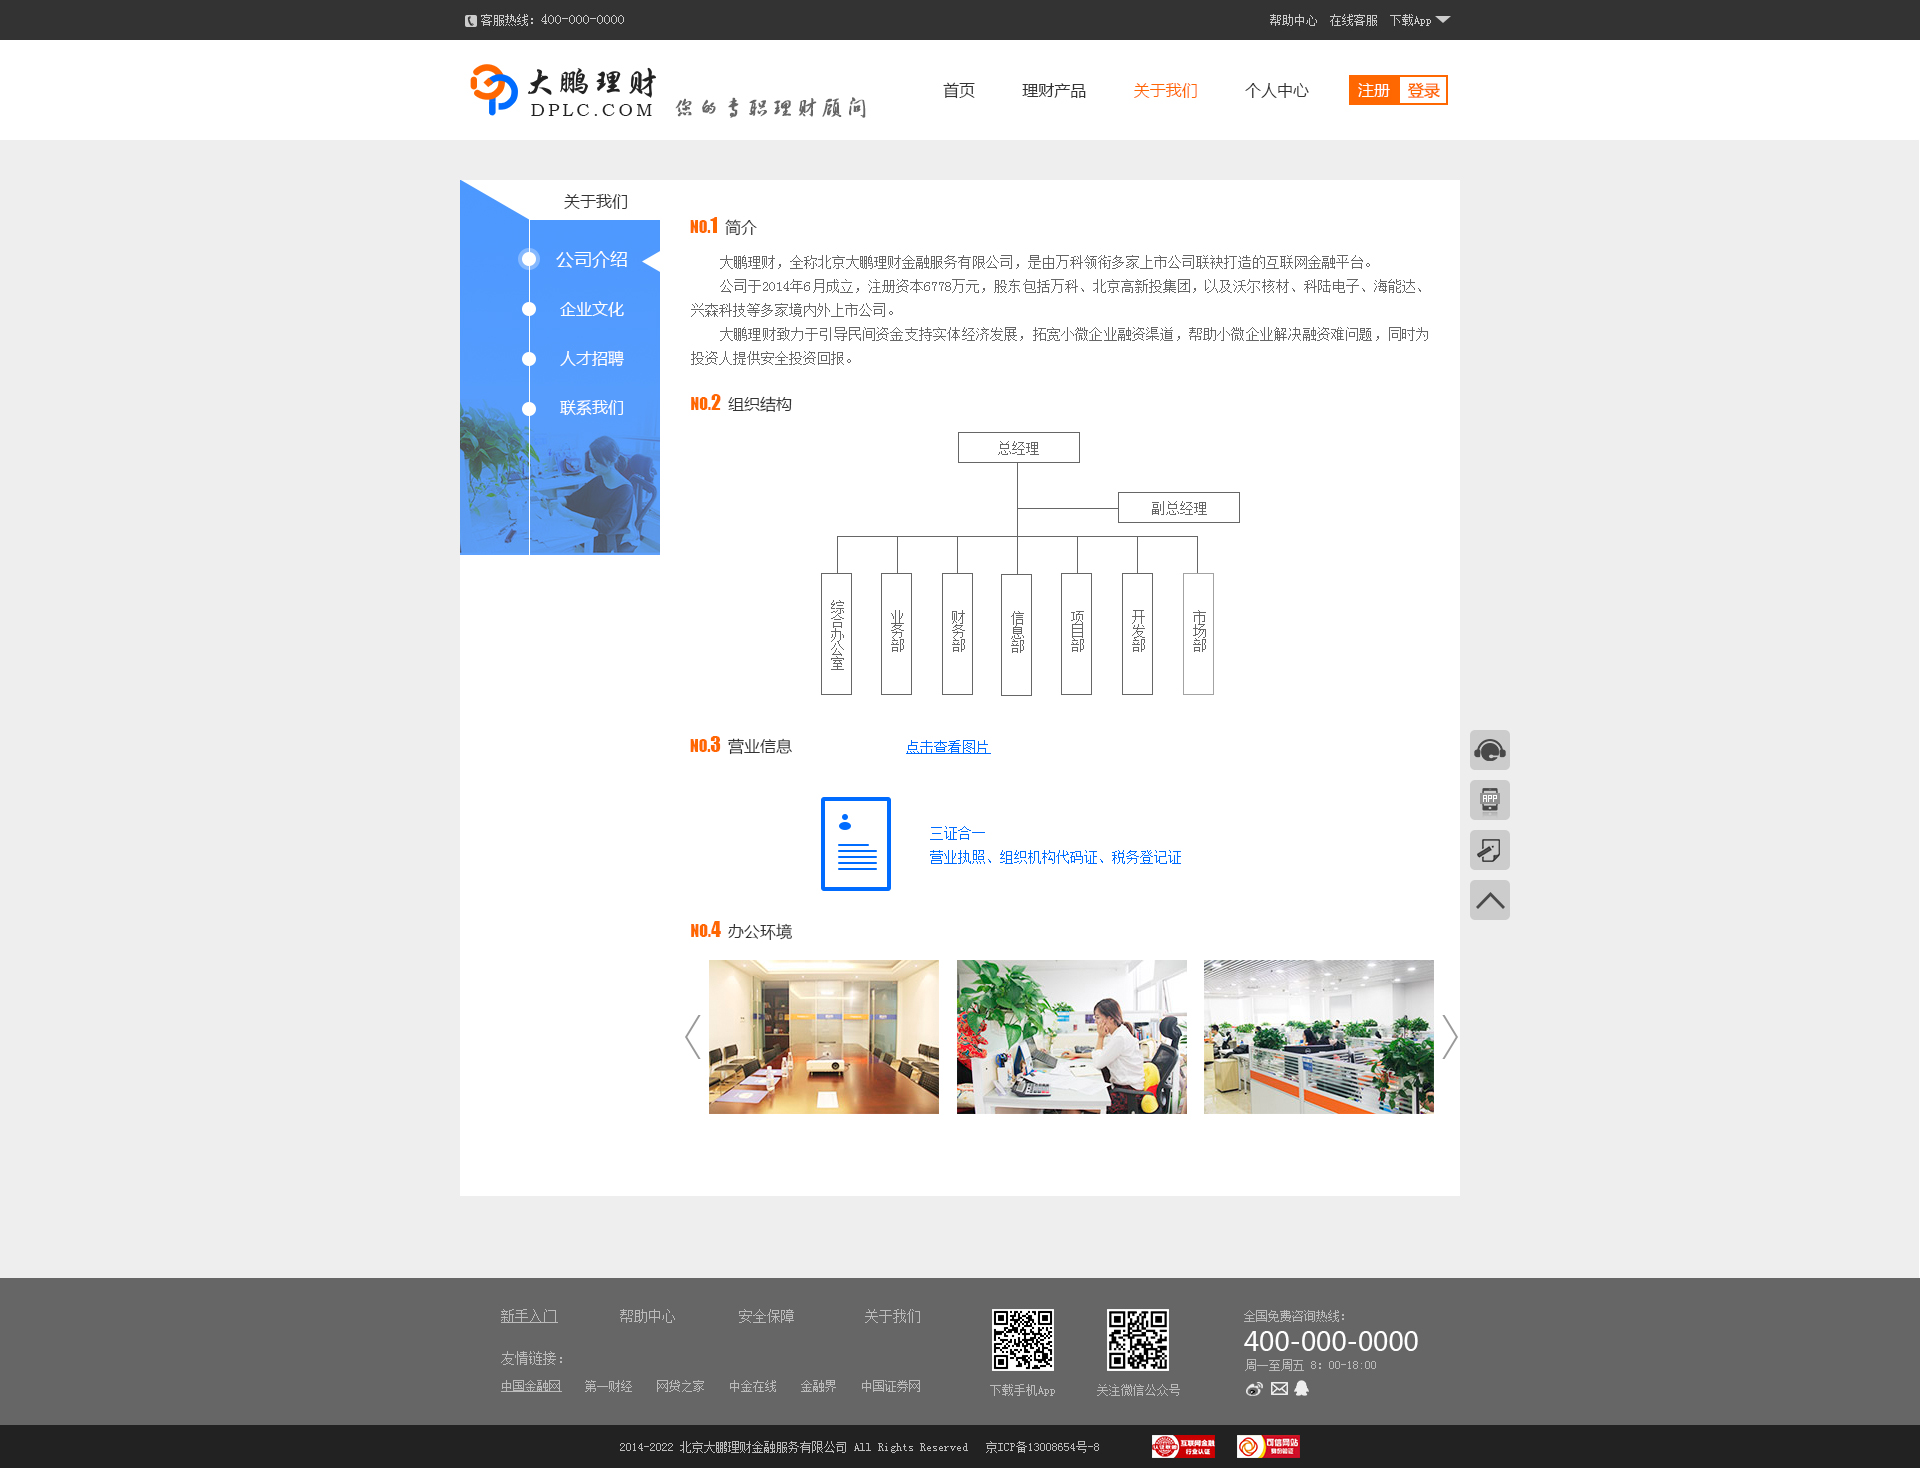 客服热线：400-000-0000
帮助中心 在线客服 下载App
大鹏理财
DPLC.COM
您的专职理财顾问
首页 理财产品 关于我们 个人中心 注册 登录
关于我们
公司介绍
企业文化
人才招聘
联系我们
NO.1 简介
大鹏理财，全称北京大鹏理财金融服务有限公司，是由万科领衔多家上市公司联袂打造的互联网金融平台。
公司于2014年6月成立，注册资本6778万元，股东包括万科、北京高新投集团，以及沃尔核材、科陆电子、海能达、
兴森科技等多家境内外上市公司。
大鹏理财致力于引导民间资金支持实体经济发展，拓宽小微企业融资渠道，帮助小微企业解决融资难问题，同时为
投资人提供安全投资回报。
NO.2 组织结构
总经理
副总经理
综合办公室
业务部
财务部
信息部
项目部
开发部
市场部
NO.3 营业信息
点击查看图片
三证合一
营业执照、组织机构代码证、税务登记证
NO.4 办公环境
APP
新手入门 帮助中心 安全保障 关于我们
友情链接：
中国金融网 第一财经 网贷之家 中金在线 金融界 中国证券网
下载手机App
关注微信公众号
全国免费咨询热线：
400-000-0000
周一至周五 8：00-18:00
2014-2022 北京大鹏理财金融服务有限公司 All Rights Reserved 京ICP备13008654号-8
互联网金融
行业认证
可信网站
身份验证